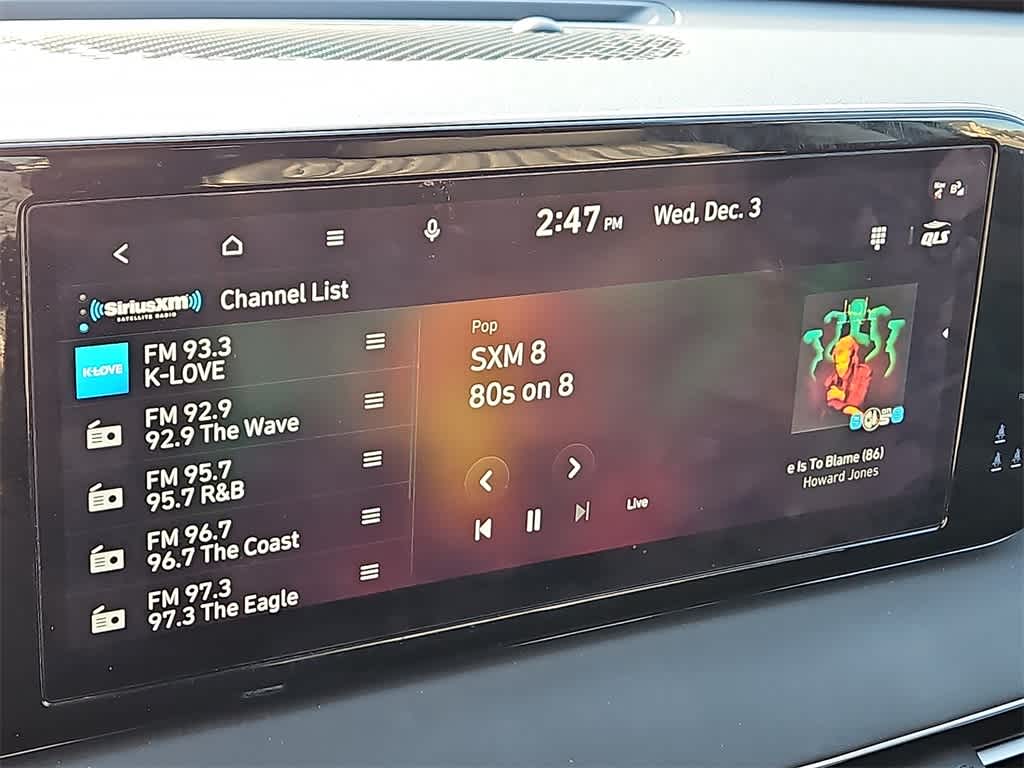 2:47 PM
Wed, Dec. 3
QLS
SiriusXM
SATELLITE RADIO
Channel List
K-LOVE
FM 93.3
K-LOVE
FM 92.9
92.9 The Wave
FM 95.7
95.7 R&B
FM 96.7
96.7 The Coast
FM 97.3
97.3 The Eagle
Pop
SXM 8
80s on 8
Live
e Is To Blame (86)
Howard Jones